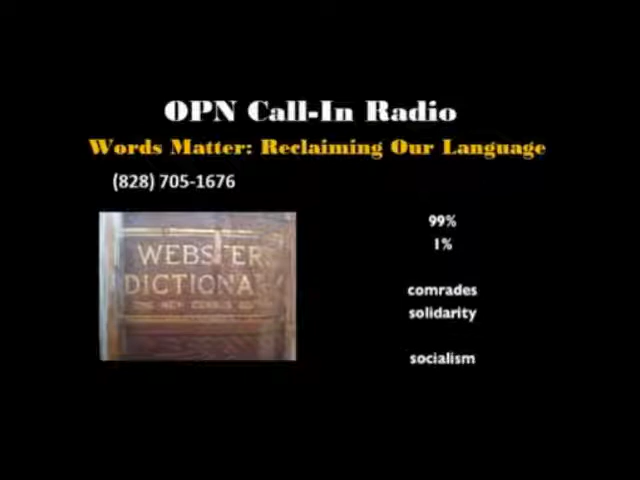 OPN Call-In Radio
Words Matter: Reclaiming Our Language
(828) 705-1676
WEBSTER
DICTIONA
99%
1%
comrades
solidarity
socialism